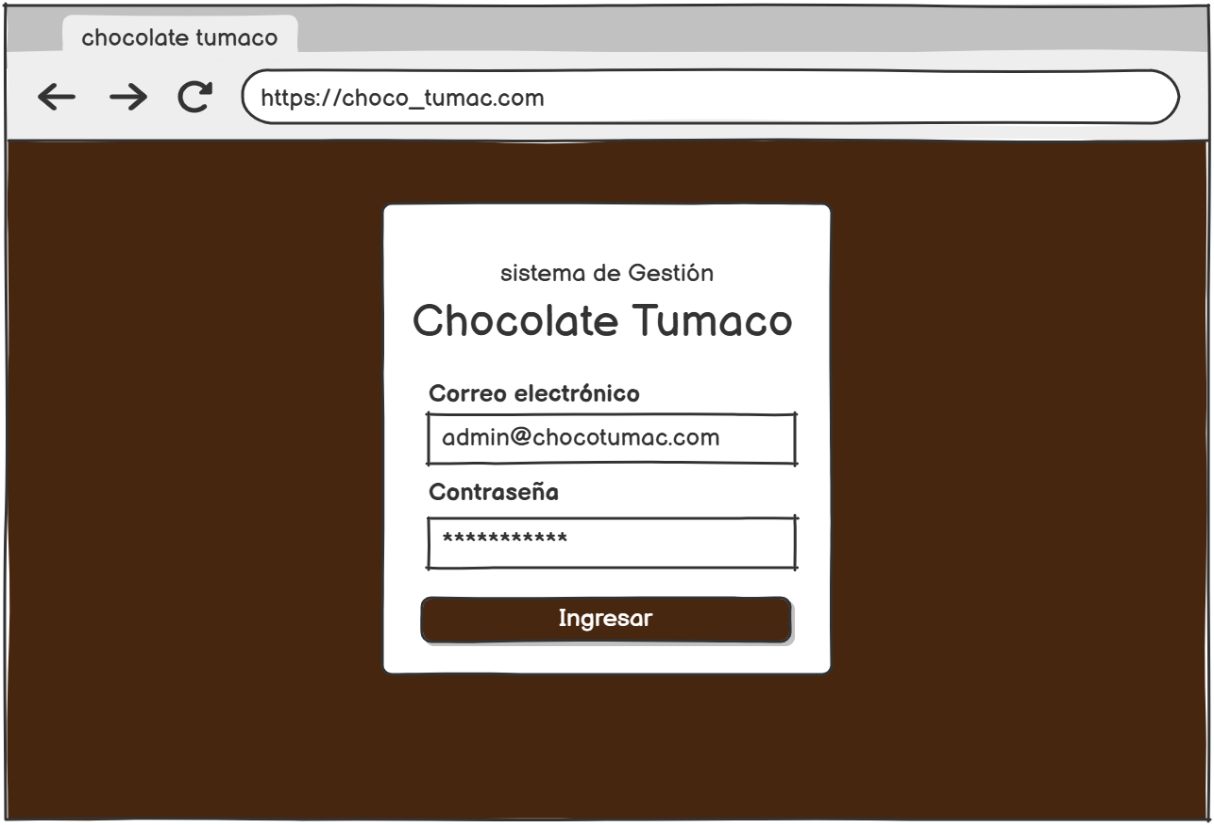 chocolate tumaco
https://choco_tumac.com
sistema de Gestión
Chocolate Tumaco
Correo electrónico
admin@chocotumac.com
Contraseña
***********
Ingresar